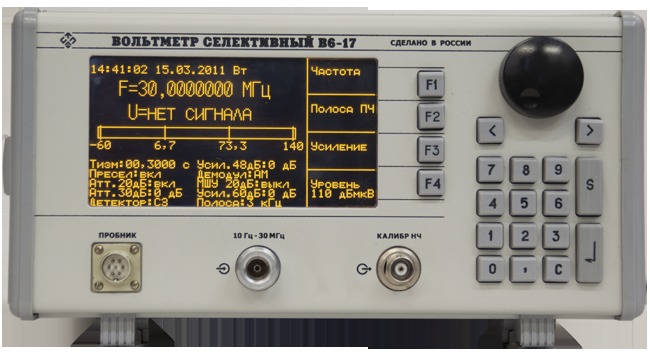 ВОЛЬТМЕТР СЕЛЕКТИВНЫЙ В6-17 СДЕЛАНО В РОССИИ
14:41:02 15.03.2011 Вт
F=30,0000000 МГц
U=НЕТ СИГНАЛА
-60 6,7 73,3 140
Тизм:00,3000 с Усил.48дБ:0 дБ
Пресел:вкл Демодул:АМ
Атт.20дБ:вкл МШУ 20дБ:выкл
Атт.30дБ:0 дБ Усил.60дБ:0 дБ
Детектор:СЗ Полоса:3 кГц
Частота
Полоса ПЧ
Усиление
Уровень
110 дБмкВ
F1
F2
F3
F4
< >
7 8 9 S
4 5 6
1 2 3
0 , C
ПРОБНИК 10 Гц - 30 МГц КАЛИБР НЧ